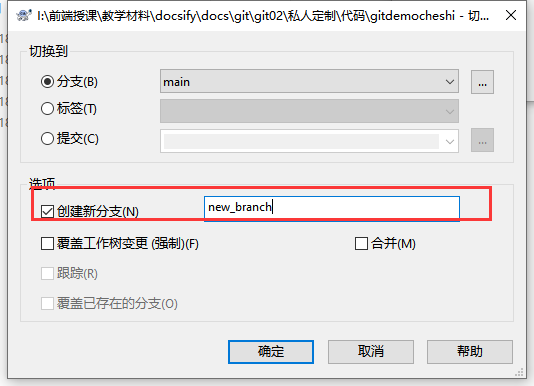 I:\前端授课\教学材料\docsify\docs\git\git02\私人定制\代码\gitdemocheshi - 切...
切换到
分支(B)
main
...
标签(T)
提交(C)
...
选项
创建新分支(N)
new_branch
覆盖工作树变更 (强制)(F)
合并(M)
跟踪(R)
覆盖已存在的分支(O)
确定
取消
帮助